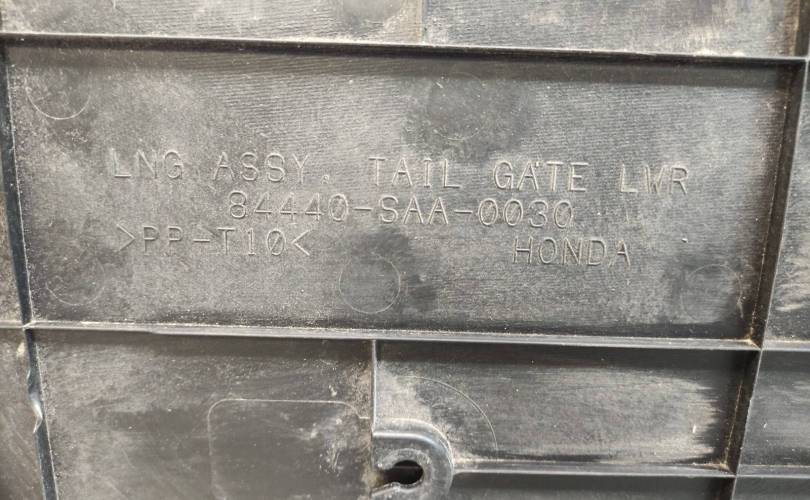 LNG ASSY. TAIL GATE LWR
84440-SAA-0030
>PP-T10< HONDA